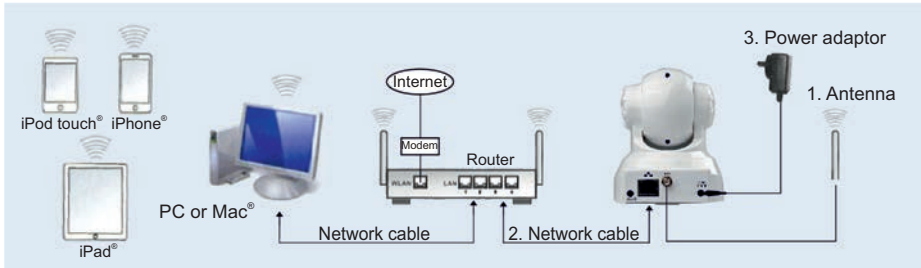 3. Power adaptor
1. Antenna
Internet
iPod touch® iPhone®
Modem
Router
WLAN
LAN
1 2 3 4
PC or Mac®
Network cable
2. Network cable
iPad®